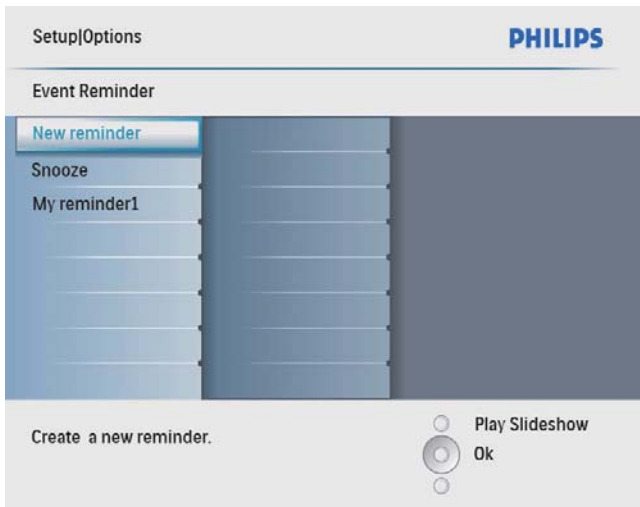 Setup|Options
PHILIPS
Event Reminder
New reminder
Snooze
My reminder1
Create a new reminder.
Play Slideshow
Ok